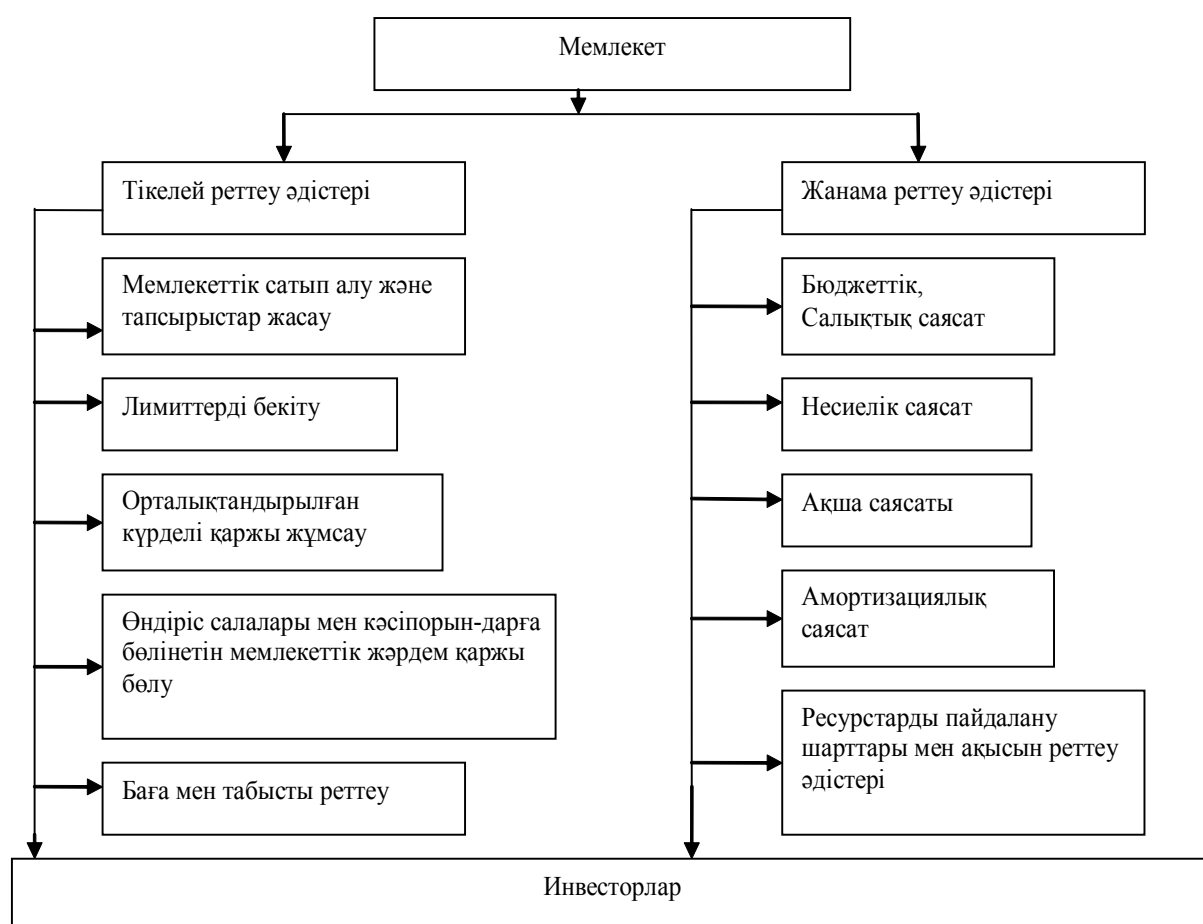 Мемлекет
Тікелей реттеу әдістері
Мемлекеттік сатып алу және
тапсырыстар жасау
Лимиттерді бекіту
Орталықтандырылған
күрделі қаржы жұмсау
Өндіріс салалары мен кәсіпорын-дарға
бөлінетін мемлекеттік жәрдем қаржы
бөлу
Баға мен табысты реттеу
Жанама реттеу әдістері
Бюджеттік,
Салықтық саясат
Несиелік саясат
Ақша саясаты
Амортизациялық
саясат
Ресурстарды пайдалану
шарттары мен ақысын реттеу
әдістері
Инвесторлар